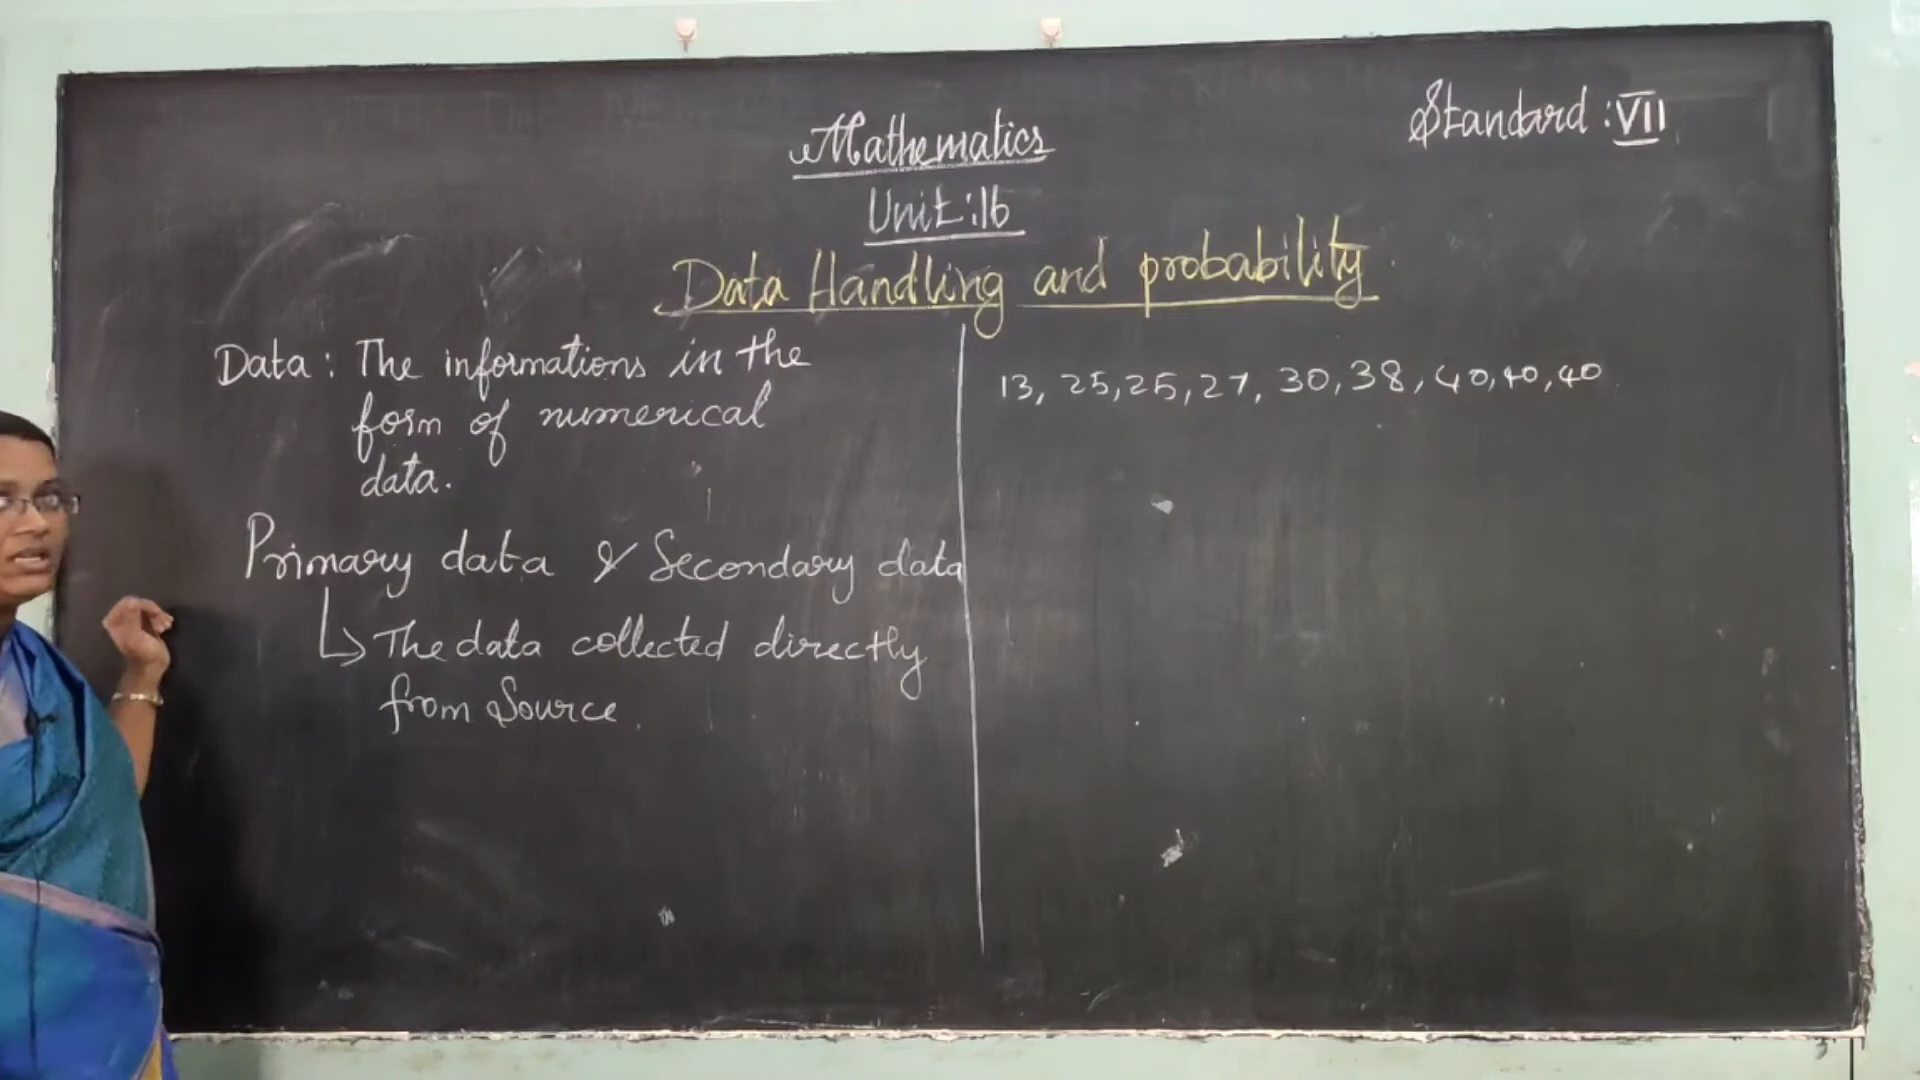 Standard : VII
Mathematics
Unit : 16
Data Handling and probability
Data : The informations in the
form of numerical
data.
Primary data & Secondary data
↳ The data collected directly
from Source.
13, 25, 25, 27, 30, 38, 40, 40, 40